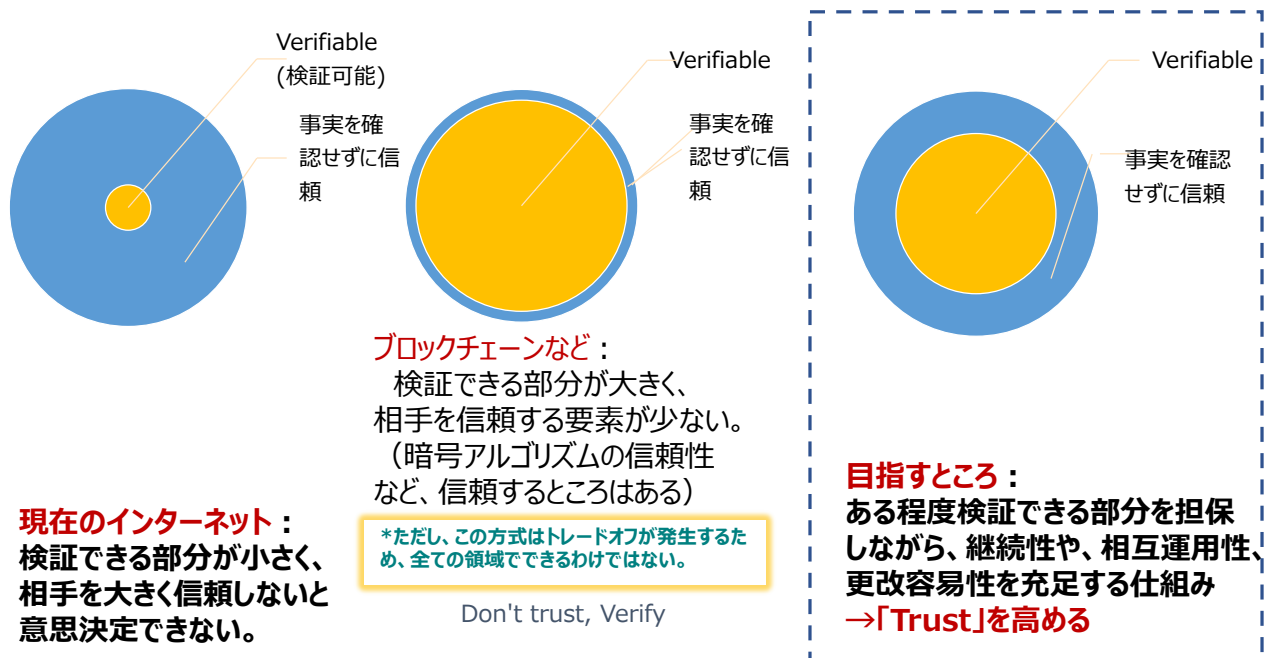 Verifiable
(検証可能)
事実を確
認せずに信
頼
現在のインターネット：
検証できる部分が小さく、
相手を大きく信頼しないと
意思決定できない。
Verifiable
事実を確
認せずに信
頼
ブロックチェーンなど：
検証できる部分が大きく、
相手を信頼する要素が少ない。
（暗号アルゴリズムの信頼性
など、信頼するところはある）
*ただし、この方式はトレードオフが発生するた
め、全ての領域でできるわけではない。
Don't trust, Verify
Verifiable
事実を確認
せずに信頼
目指すところ：
ある程度検証できる部分を担保
しながら、継続性や、相互運用性、
更改容易性を充足する仕組み
→「Trust」を高める